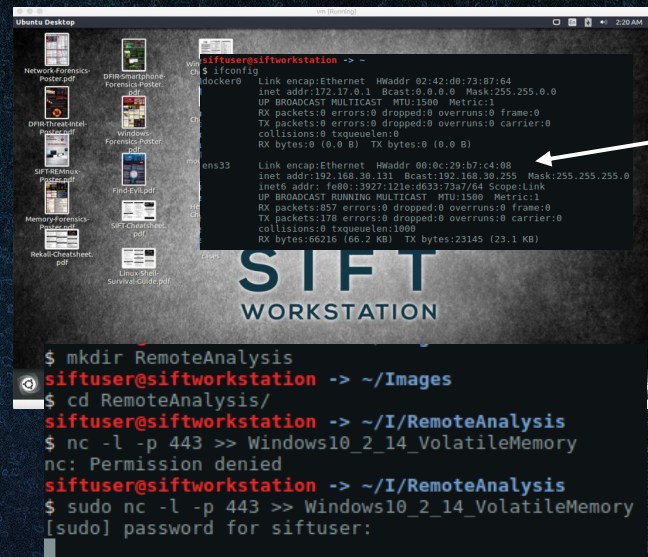 vm [Running]
Ubuntu Desktop
2:20 AM
Network-Forensics-
Poster.pdf
DFIR-Smartphone-
Forensics-Poster.
pdf
DFIR-Threat-Intel-
Poster.pdf
Windows-
Forensics-Poster.
pdf
SIFT-REMnux-
Poster.pdf
Find-Evil.pdf
Memory-Forensics-
Poster.pdf
SIFT-Cheatsheet.
pdf
Rekall-Cheatsheet.
pdf
Linux-Shell-
Survival-Guide.pdf
cases
siftuser@siftworkstation -> ~
$ ifconfig
docker0 Link encap:Ethernet HWaddr 02:42:d0:73:87:64
inet addr:172.17.0.1 Bcast:0.0.0.0 Mask:255.255.0.0
UP BROADCAST MULTICAST MTU:1500 Metric:1
RX packets:0 errors:0 dropped:0 overruns:0 frame:0
TX packets:0 errors:0 dropped:0 overruns:0 carrier:0
collisions:0 txqueuelen:0
RX bytes:0 (0.0 B) TX bytes:0 (0.0 B)
ens33 Link encap:Ethernet HWaddr 00:0c:29:b7:c4:08
inet addr:192.168.30.131 Bcast:192.168.30.255 Mask:255.255.255.0
inet6 addr: fe80::3927:121e:d633:73a7/64 Scope:Link
UP BROADCAST RUNNING MULTICAST MTU:1500 Metric:1
RX packets:857 errors:0 dropped:0 overruns:0 frame:0
TX packets:178 errors:0 dropped:0 overruns:0 carrier:0
collisions:0 txqueuelen:1000
RX bytes:66216 (66.2 KB) TX bytes:23145 (23.1 KB)
SIFT
WORKSTATION
$ mkdir RemoteAnalysis
siftuser@siftworkstation -> ~/Images
$ cd RemoteAnalysis/
siftuser@siftworkstation -> ~/I/RemoteAnalysis
$ nc -l -p 443 >> Windows10_2_14_VolatileMemory
nc: Permission denied
siftuser@siftworkstation -> ~/I/RemoteAnalysis
$ sudo nc -l -p 443 >> Windows10_2_14_VolatileMemory
[sudo] password for siftuser: